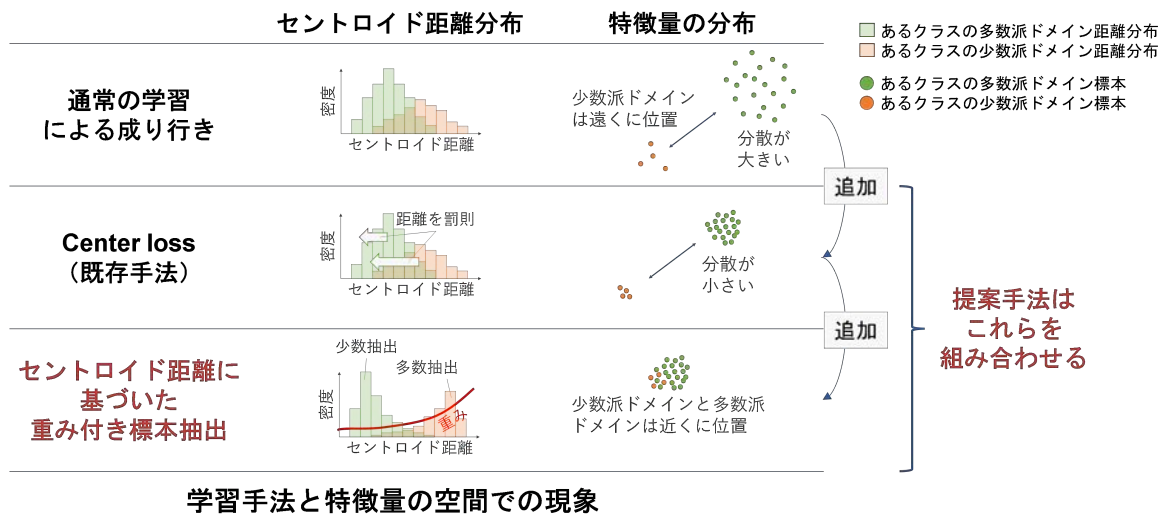 セントロイド距離分布
特徴量の分布
あるクラスの多数派ドメイン距離分布
あるクラスの少数派ドメイン距離分布
あるクラスの多数派ドメイン標本
あるクラスの少数派ドメイン標本
通常の学習
による成り行き
密度
セントロイド距離
少数派ドメイン
は遠くに位置
分散が
大きい
追加
Center loss
（既存手法）
密度
距離を罰則
セントロイド距離
分散が
小さい
追加
提案手法は
これらを
組み合わせる
セントロイド距離に
基づいた
重み付き標本抽出
少数抽出
多数抽出
密度
重み
セントロイド距離
少数派ドメインと多数派
ドメインは近くに位置
学習手法と特徴量の空間での現象